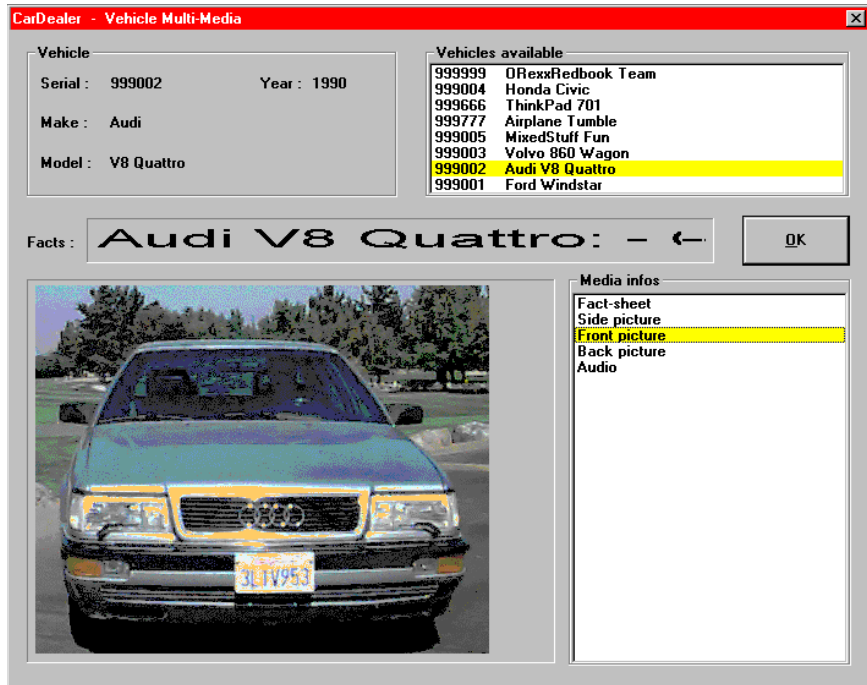 CarDealer - Vehicle Multi-Media
Vehicle
Serial : 999002 Year : 1990
Make : Audi
Model : V8 Quattro
Vehicles available
999999 ORexxRedbook Team
999004 Honda Civic
999666 ThinkPad 701
999777 Airplane Tumble
999005 MixedStuff Fun
999003 Volvo 860 Wagon
999002 Audi V8 Quattro
999001 Ford Windstar
Facts : Audi V8 Quattro: - <--
OK
Media infos
Fact-sheet
Side picture
Front picture
Back picture
Audio
3LTV953